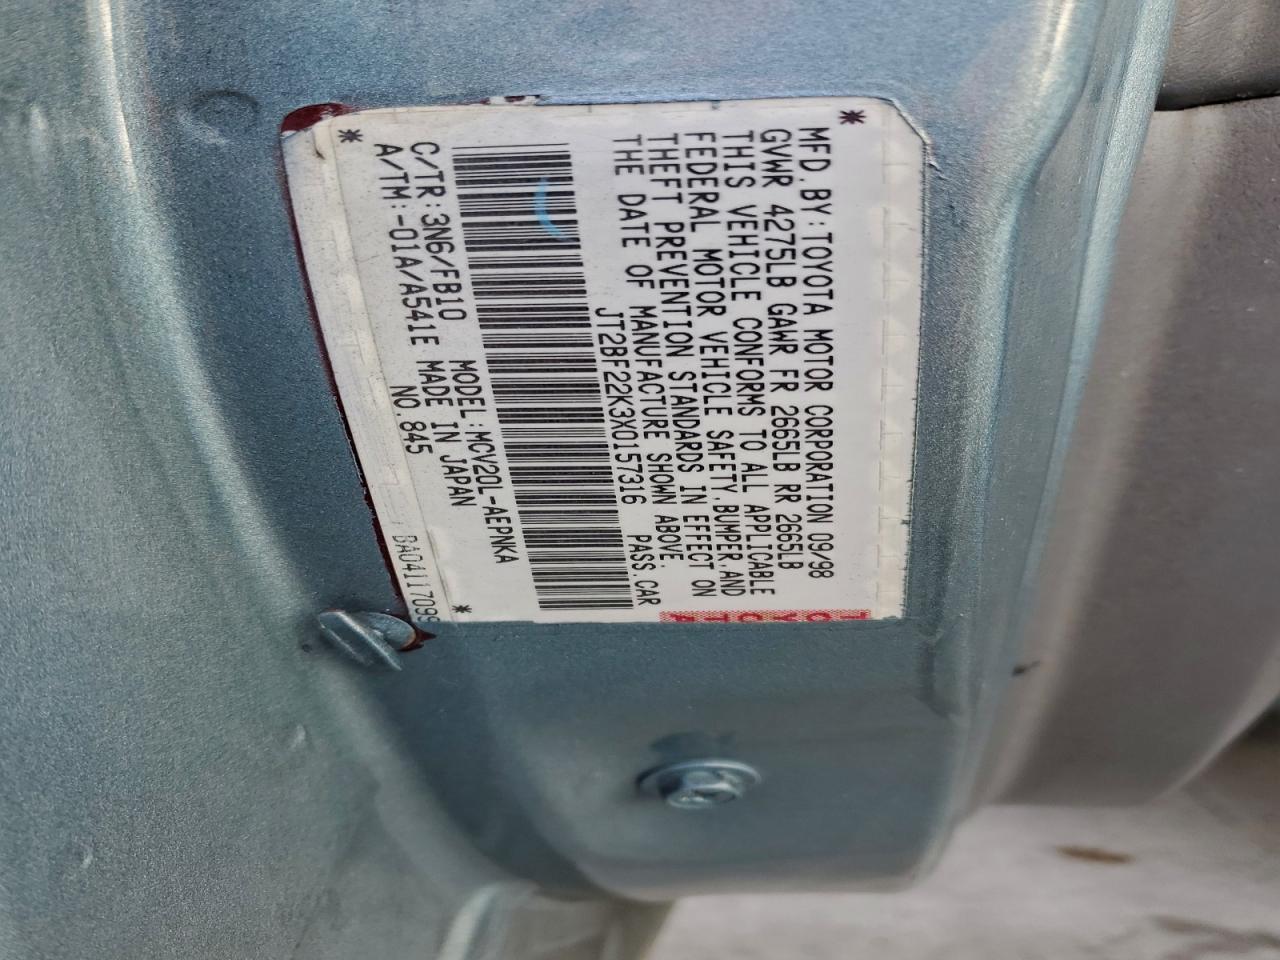 MFD. BY: TOYOTA MOTOR CORPORATION 09/98
GVWR 4275LB GAWR FR 2665LB RR 2665LB
THIS VEHICLE CONFORMS TO ALL APPLICABLE
FEDERAL MOTOR VEHICLE SAFETY, BUMPER, AND
THEFT PREVENTION STANDARDS IN EFFECT ON
THE DATE OF MANUFACTURE SHOWN ABOVE.
JT2BF22K3X0157316 PASS. CAR
C/TR: 3N6/FB10 MODEL: MCV20L-AEPNKA
A/TM: -01A/A541E MADE IN JAPAN
NO. 845
BA0411709